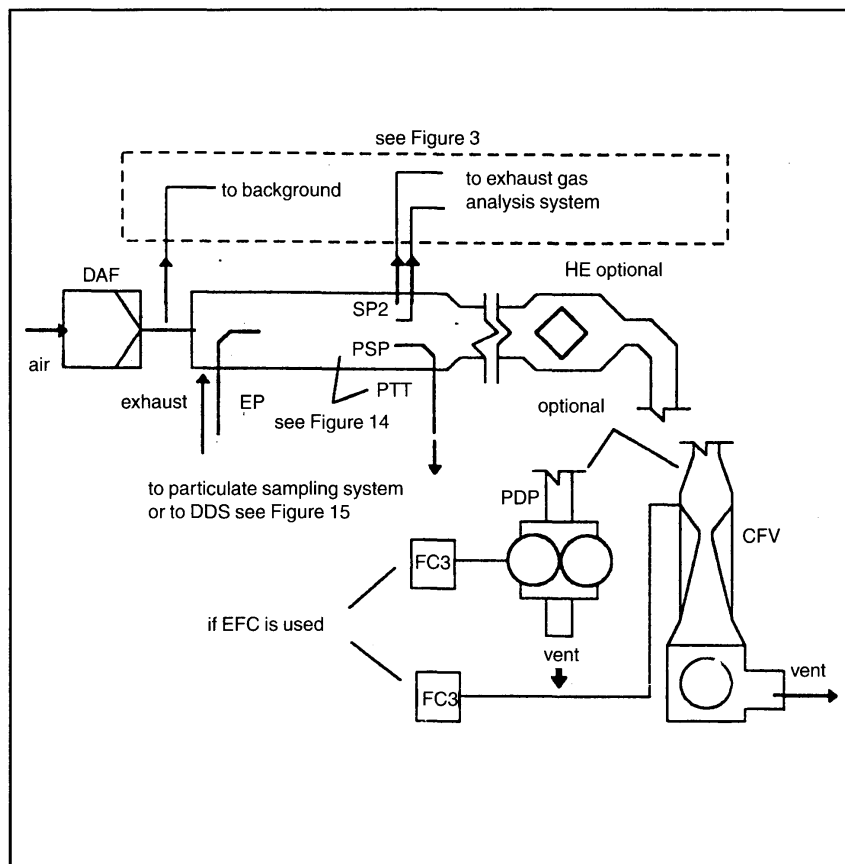 see Figure 3
to background
to exhaust gas
analysis system
DAF
HE optional
SP2
air
PSP
exhaust
EP
PTT
see Figure 14
optional
to particulate sampling system
or to DDS see Figure 15
PDP
CFV
FC3
if EFC is used
vent
vent
FC3